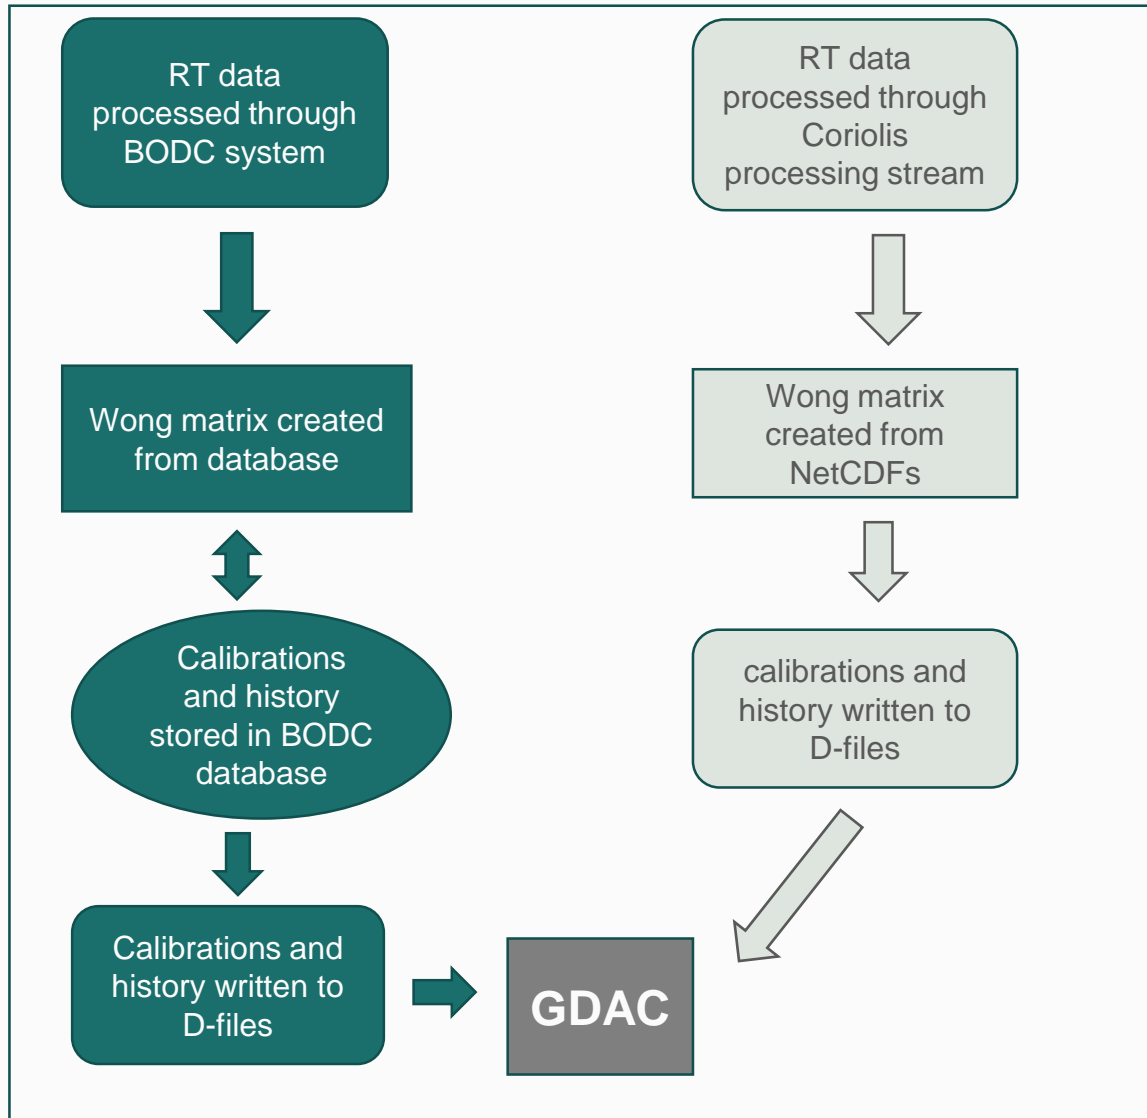 RT data
processed through
BODC system
Wong matrix created
from database
Calibrations
and history
stored in BODC
database
Calibrations and
history written to
D-files
RT data
processed through
Coriolis
processing stream
Wong matrix
created from
NetCDFs
calibrations and
history written to
D-files
GDAC